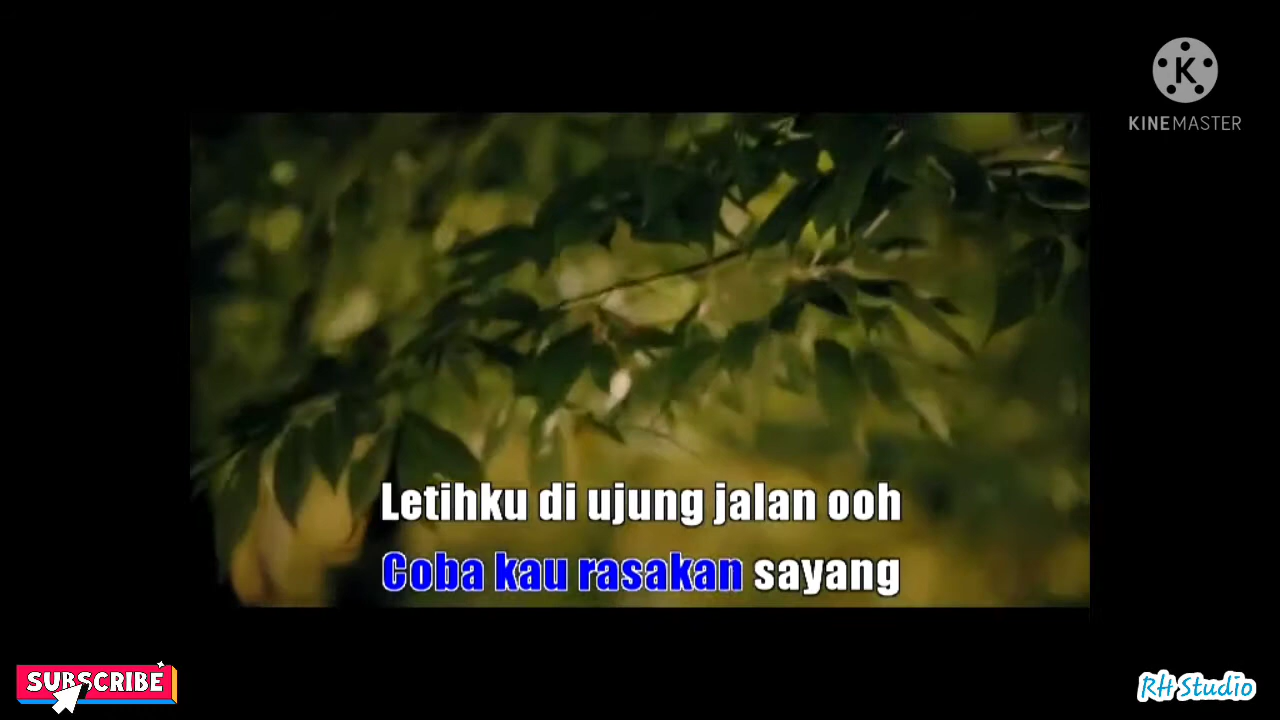 K
KINEMASTER
Letihku di ujung jalan ooh
Coba kau rasakan sayang
SUBSCRIBE
RH Studio